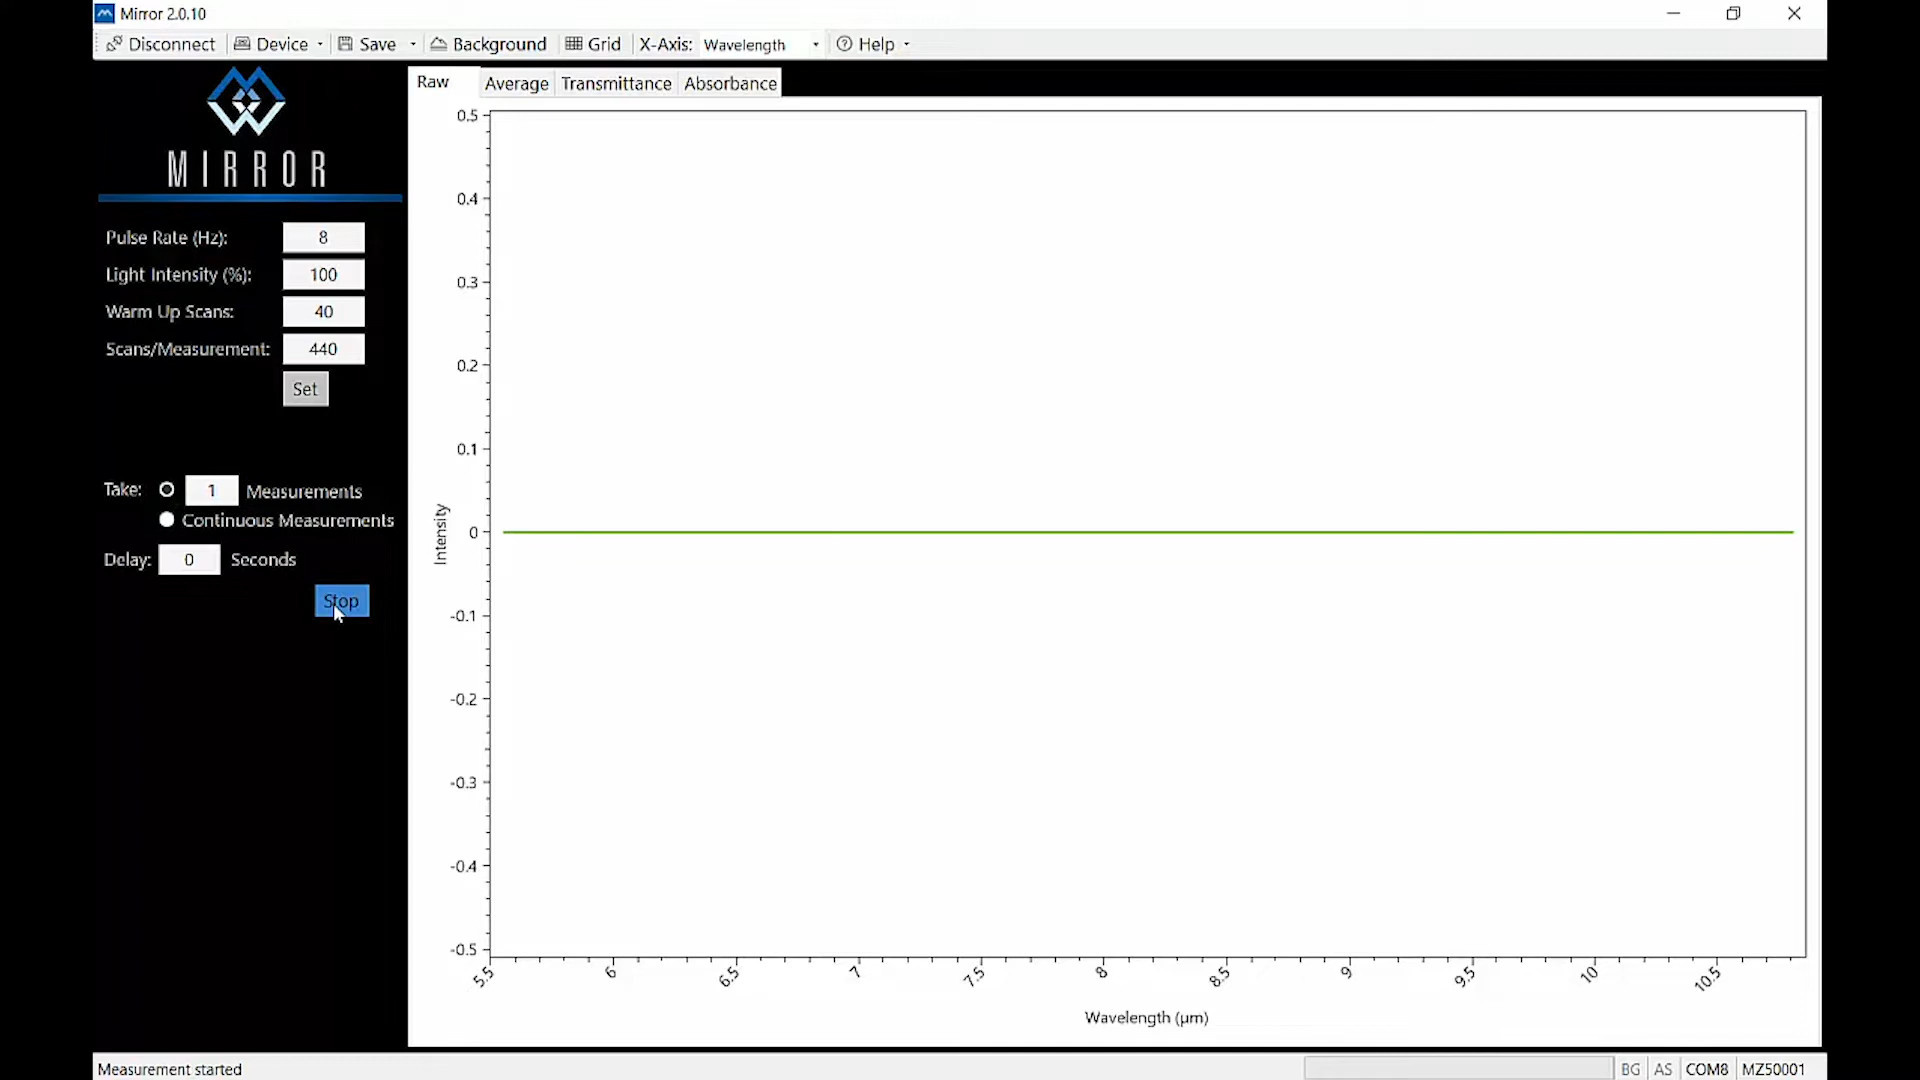 Mirror 2.0.10
Disconnect Device Save Background Grid X-Axis: Wavelength Help
MIRROR
Pulse Rate (Hz): 8
Light Intensity (%): 100
Warm Up Scans: 40
Scans/Measurement: 440
Set
Take: 1 Measurements
Continuous Measurements
Delay: 0 Seconds
Stop
Raw Average Transmittance Absorbance
0.5
0.4
0.3
0.2
0.1
0
-0.1
-0.2
-0.3
-0.4
-0.5
Intensity
5.5 6 6.5 7 7.5 8 8.5 9 9.5 10 10.5
Wavelength (µm)
Measurement started BG AS COM8 MZ50001